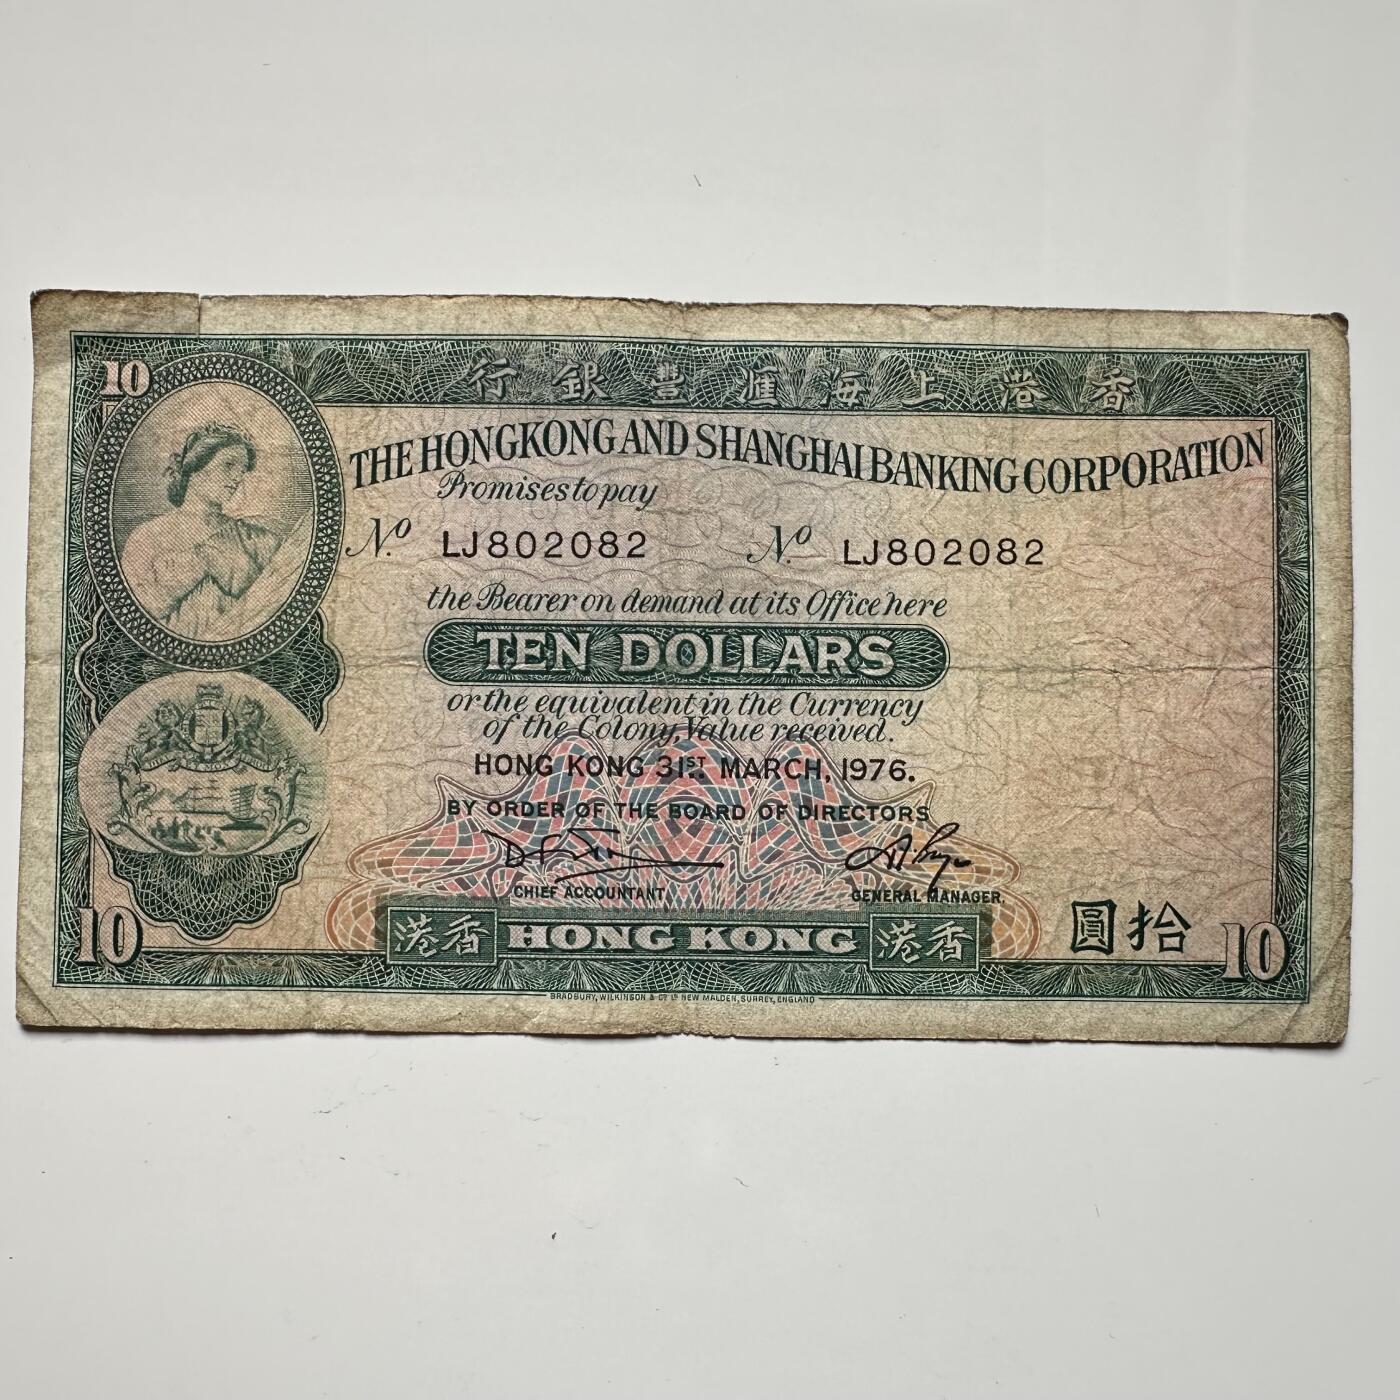 10
行銀豐滙海上港香
THE HONGKONG AND SHANGHAI BANKING CORPORATION
Promises to pay
No. LJ802082 No. LJ802082
the Bearer on demand at its Office here
TEN DOLLARS
or the equivalent in the Currency
of the Colony, Value received.
HONG KONG 31ST MARCH, 1976.
BY ORDER OF THE BOARD OF DIRECTORS
CHIEF ACCOUNTANT GENERAL MANAGER.
10 港香 HONG KONG 港香 圓拾 10
BRADBURY, WILKINSON & Co. Ld. NEW MALDEN, SURREY, ENGLAND